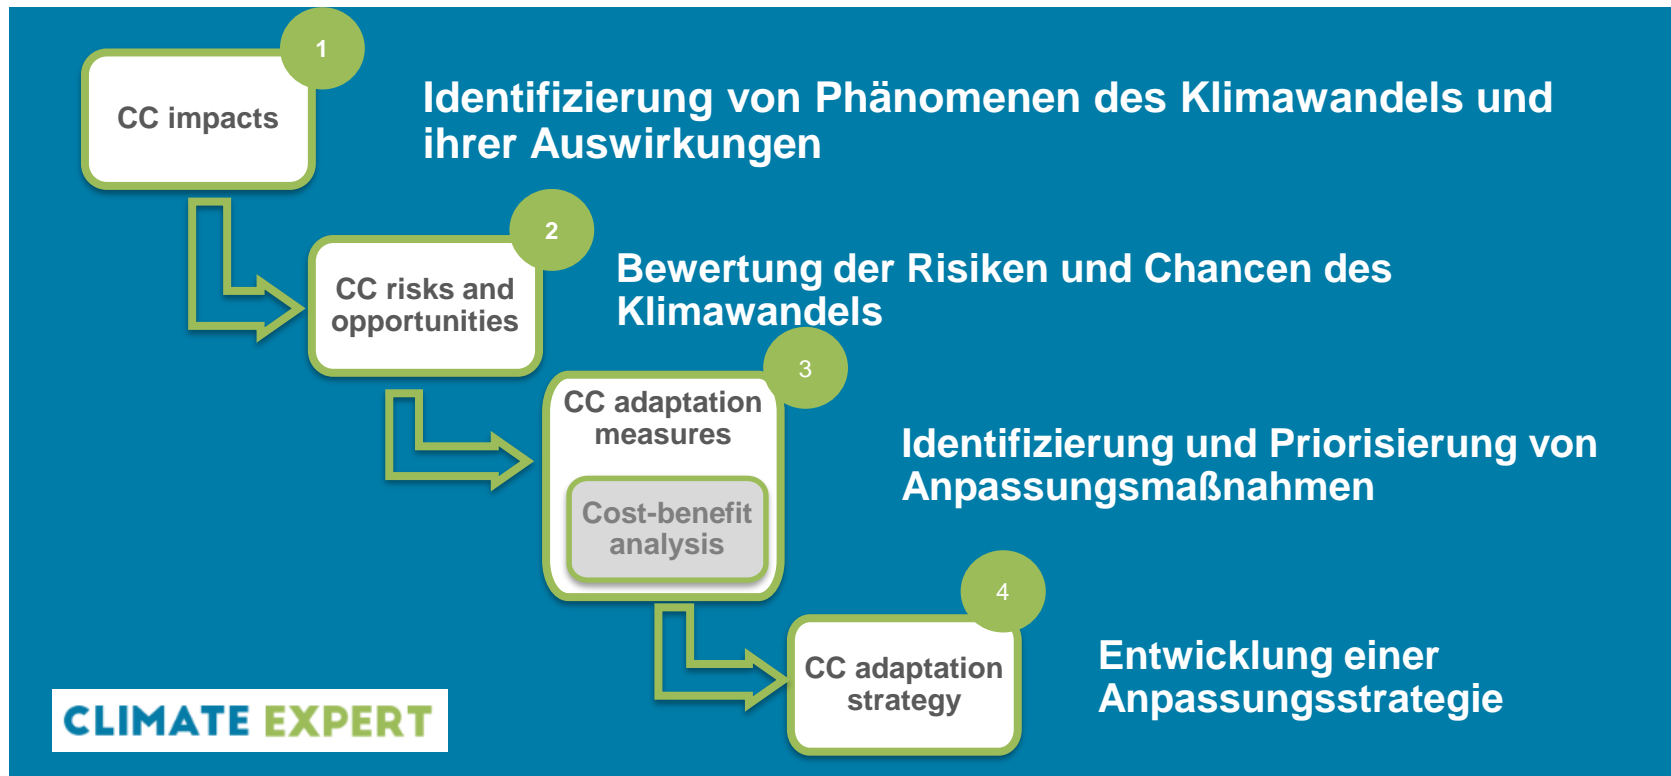 1
CC impacts
Identifizierung von Phänomenen des Klimawandels und
ihrer Auswirkungen
2
CC risks and
opportunities
Bewertung der Risiken und Chancen des
Klimawandels
3
CC adaptation
measures
Cost-benefit
analysis
Identifizierung und Priorisierung von
Anpassungsmaßnahmen
4
CC adaptation
strategy
Entwicklung einer
Anpassungsstrategie
CLIMATE EXPERT